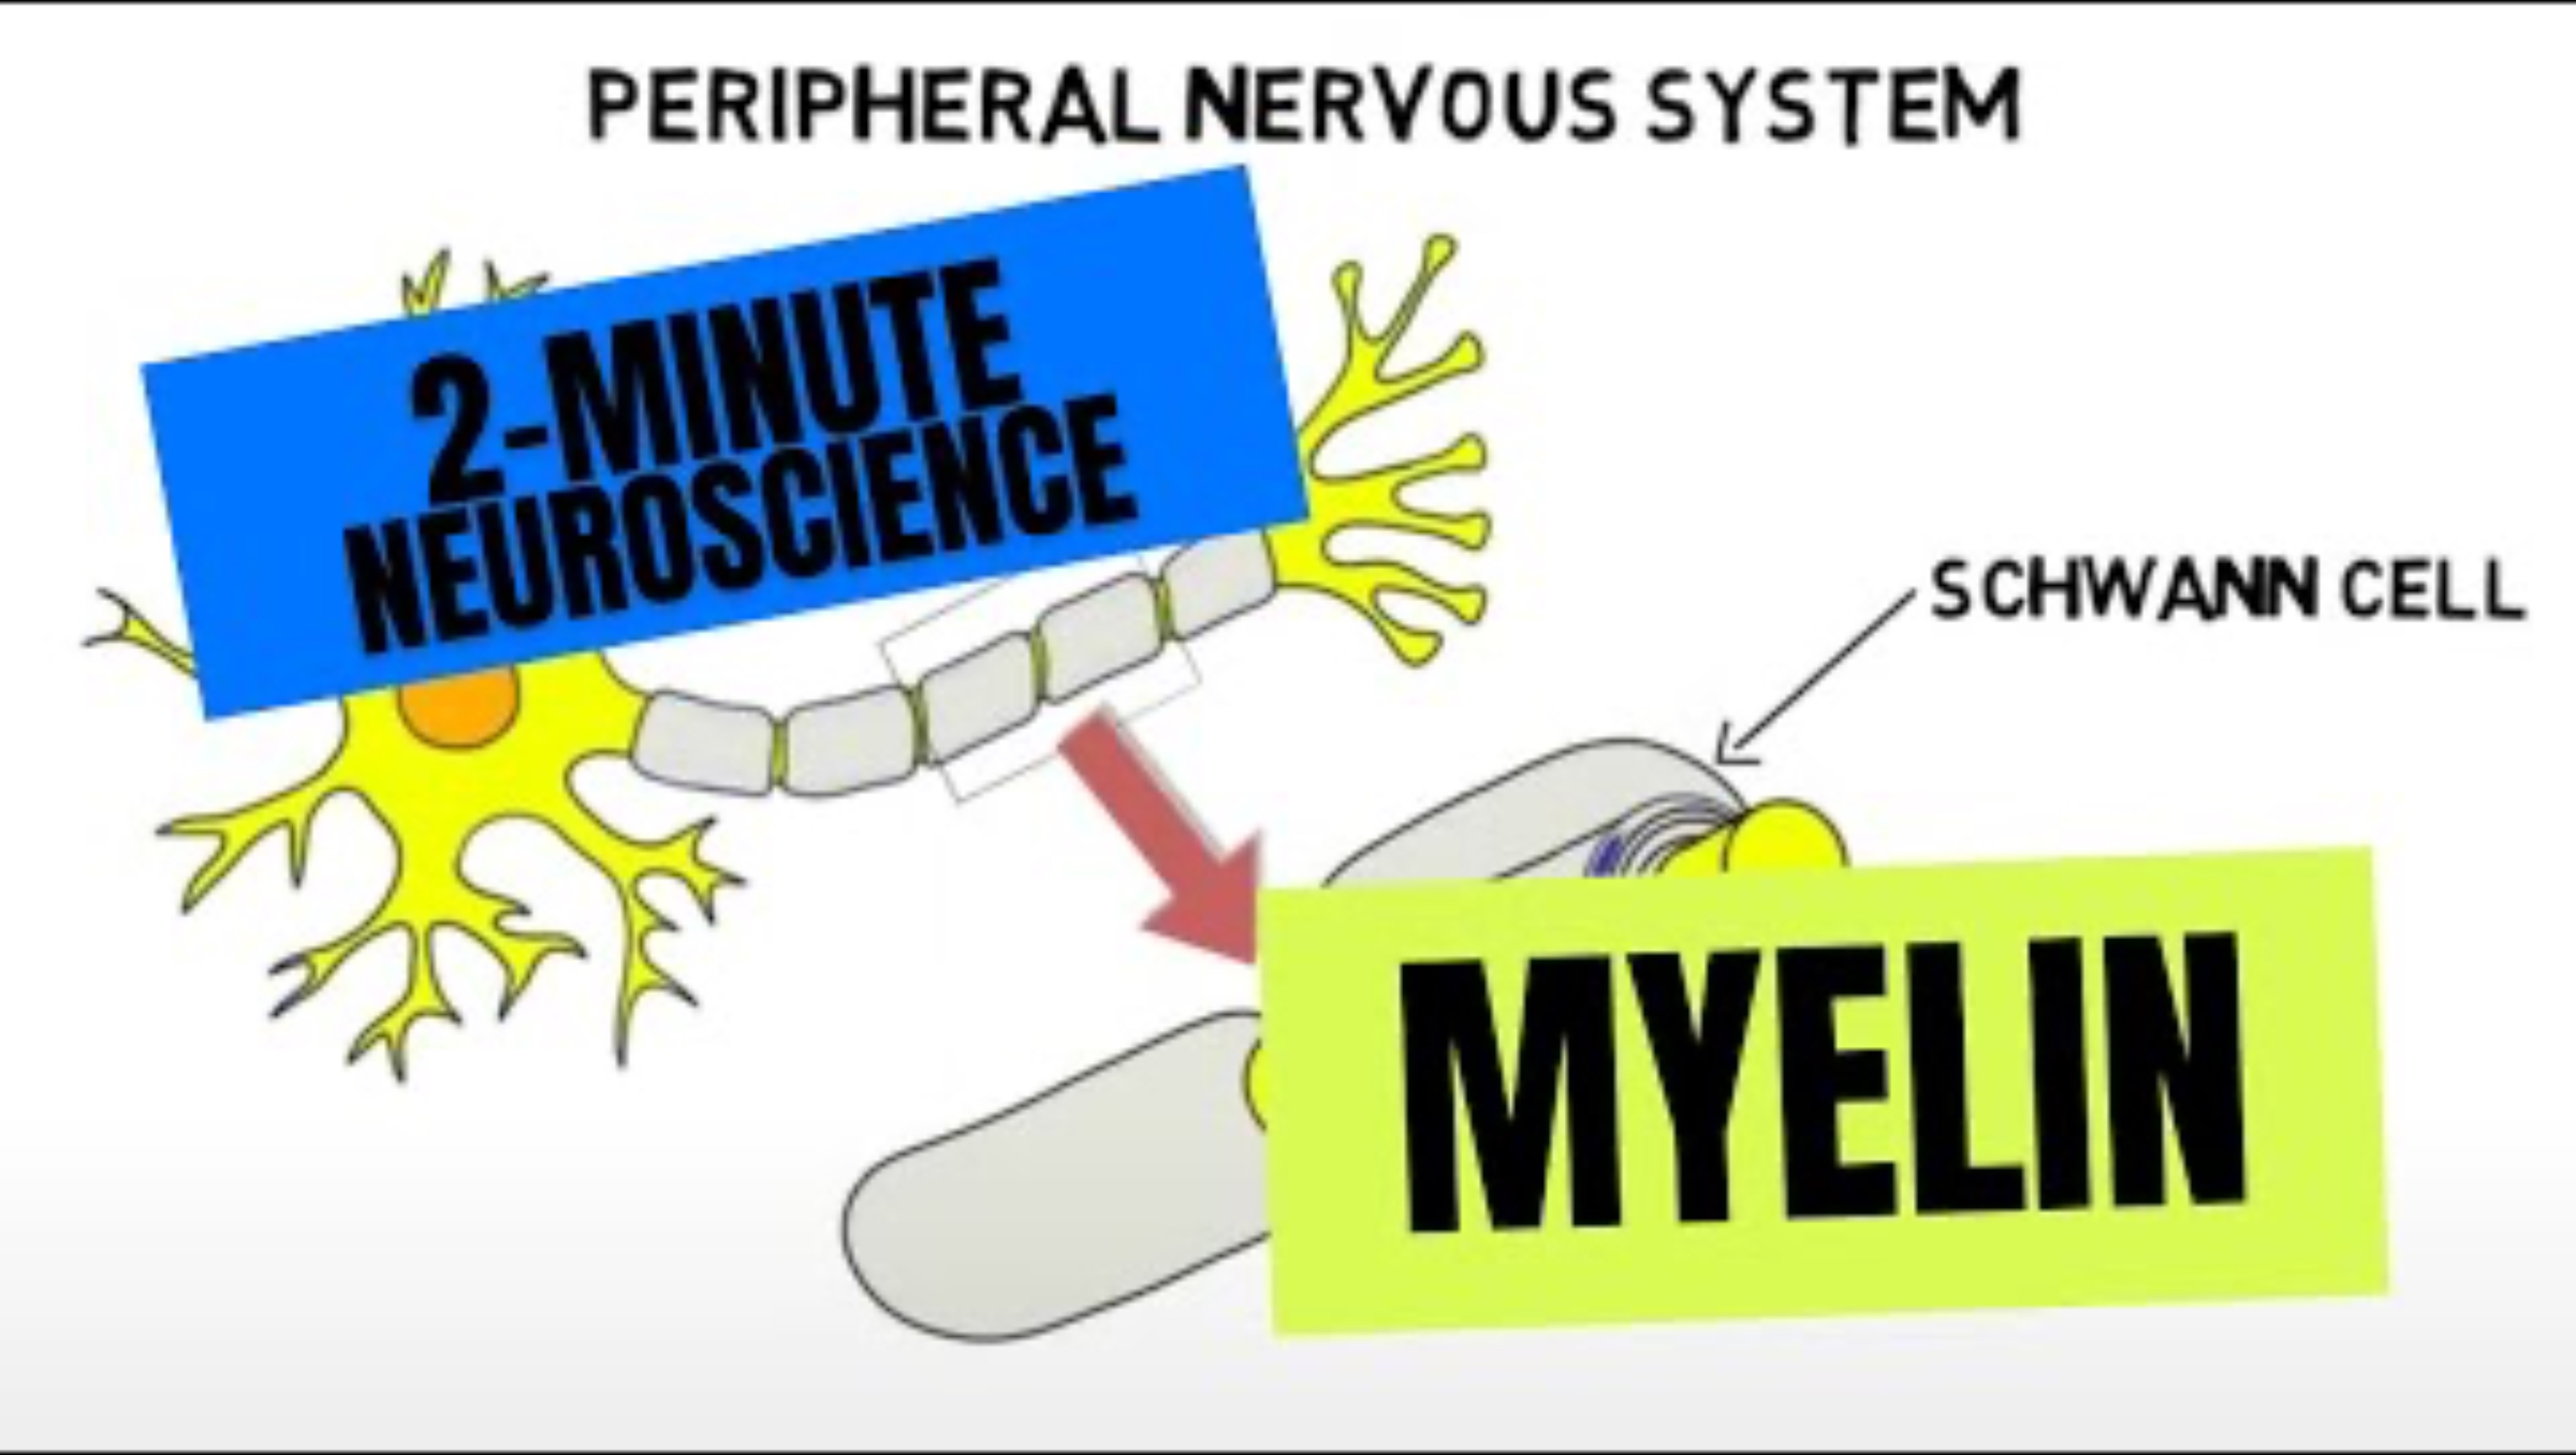 PERIPHERAL NERVOUS SYSTEM
2-MINUTE
NEUROSCIENCE
SCHWANN CELL
MYELIN